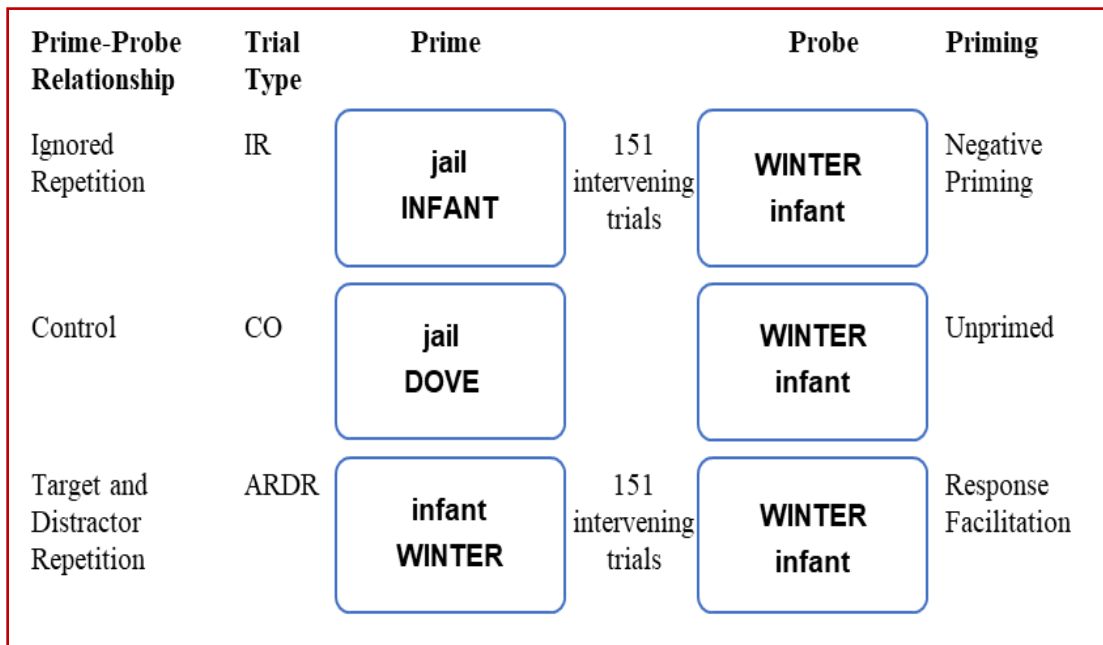 Prime-Probe Relationship Trial Type Prime Probe Priming
Ignored Repetition IR jail INFANT 151 intervening trials WINTER infant Negative Priming
Control CO jail DOVE WINTER infant Unprimed
Target and Distractor Repetition ARDR infant WINTER 151 intervening trials WINTER infant Response Facilitation